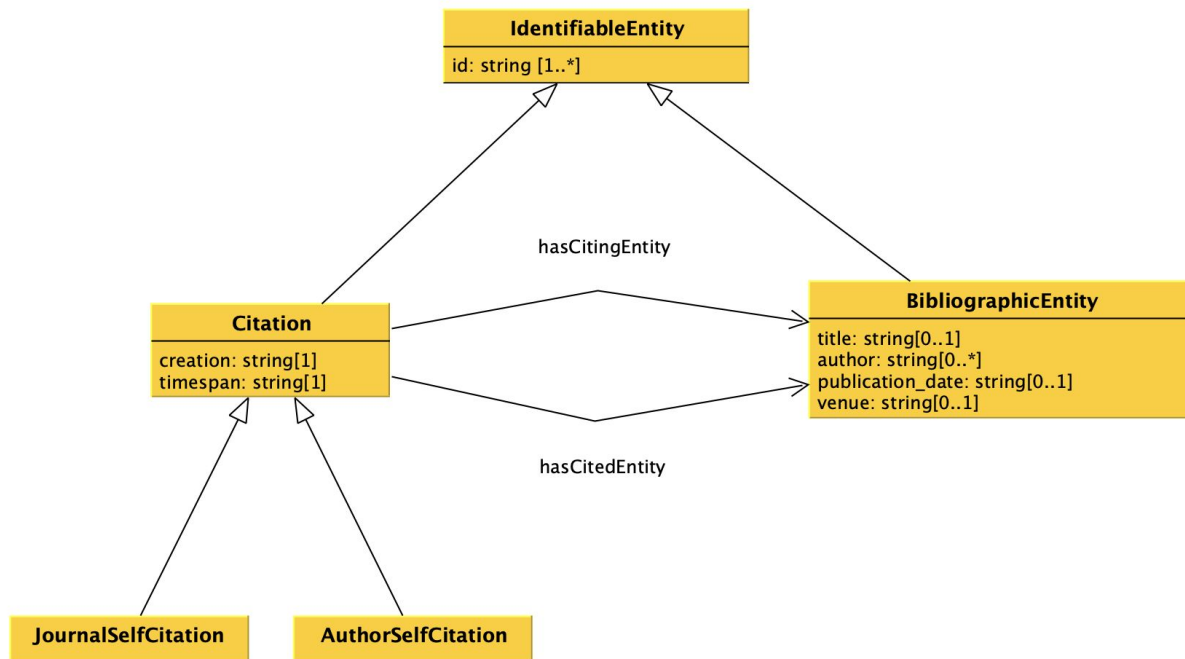 IdentifiableEntity
id: string [1..*]
hasCitingEntity
Citation
creation: string[1]
timespan: string[1]
BibliographicEntity
title: string[0..1]
author: string[0..*]
publication_date: string[0..1]
venue: string[0..1]
hasCitedEntity
JournalSelfCitation
AuthorSelfCitation